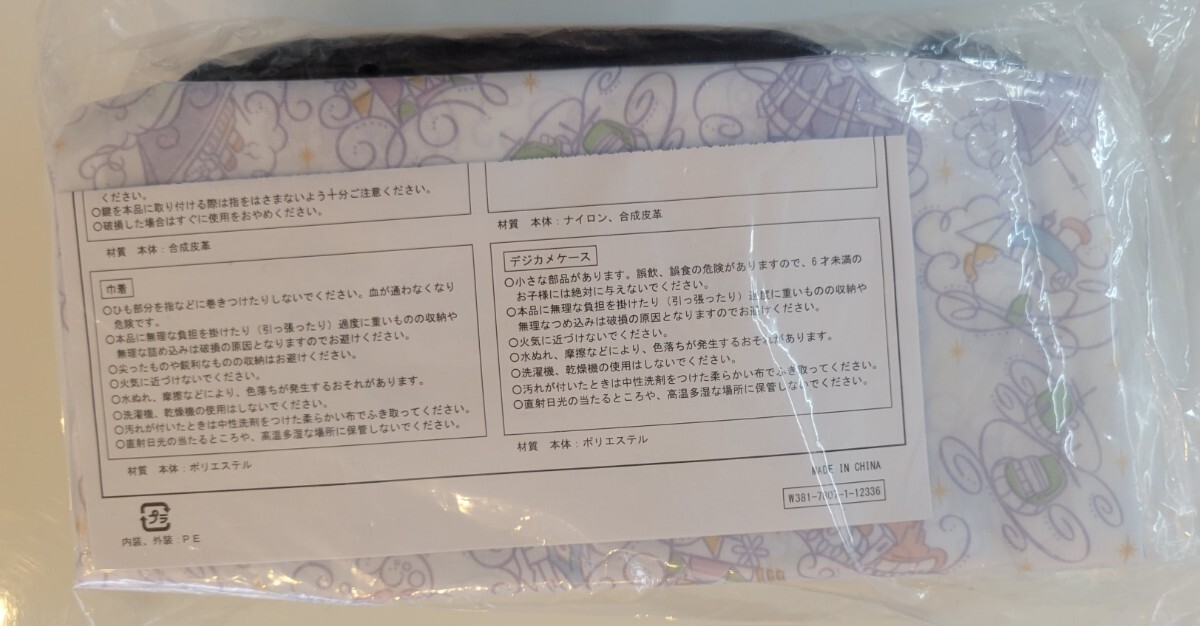 ください。
○鍵を本品に取り付ける際は指をはさまないよう十分ご注意ください。
○破損した場合はすぐに使用をおやめください。
材質　本体：合成皮革
巾着
○ひも部分を指などに巻きつけたりしないでください。血が通わなくなり
危険です。
○本品に無理な負担を掛けたり（引っ張ったり）過度に重いものの収納や
無理な詰め込みは破損の原因となりますのでお避けください。
○尖ったものや鋭利なものの収納はお避けください。
○火気に近づけないでください。
○水ぬれ、摩擦などにより、色落ちが発生するおそれがあります。
○洗濯機、乾燥機の使用はしないでください。
○汚れが付いたときは中性洗剤をつけた柔らかい布でふき取ってください。
○直射日光の当たるところや、高温多湿な場所に保管しないでください。
材質　本体：ポリエステル
プラ
内装、外装：PE
材質　本体：ナイロン、合成皮革
デジカメケース
○小さな部品があります。誤飲、誤食の危険がありますので、6才未満の
お子様には絶対に与えないでください。
○本品に無理な負担を掛けたり（引っ張ったり）過度に重いものの収納や
無理なつめ込みは破損の原因となりますのでお避けください。
○火気に近づけないでください。
○水ぬれ、摩擦などにより、色落ちが発生するおそれがあります。
○洗濯機、乾燥機の使用はしないでください。
○汚れが付いたときは中性洗剤をつけた柔らかい布でふき取ってください。
○直射日光の当たるところや、高温多湿な場所に保管しないでください。
材質　本体：ポリエステル
MADE IN CHINA